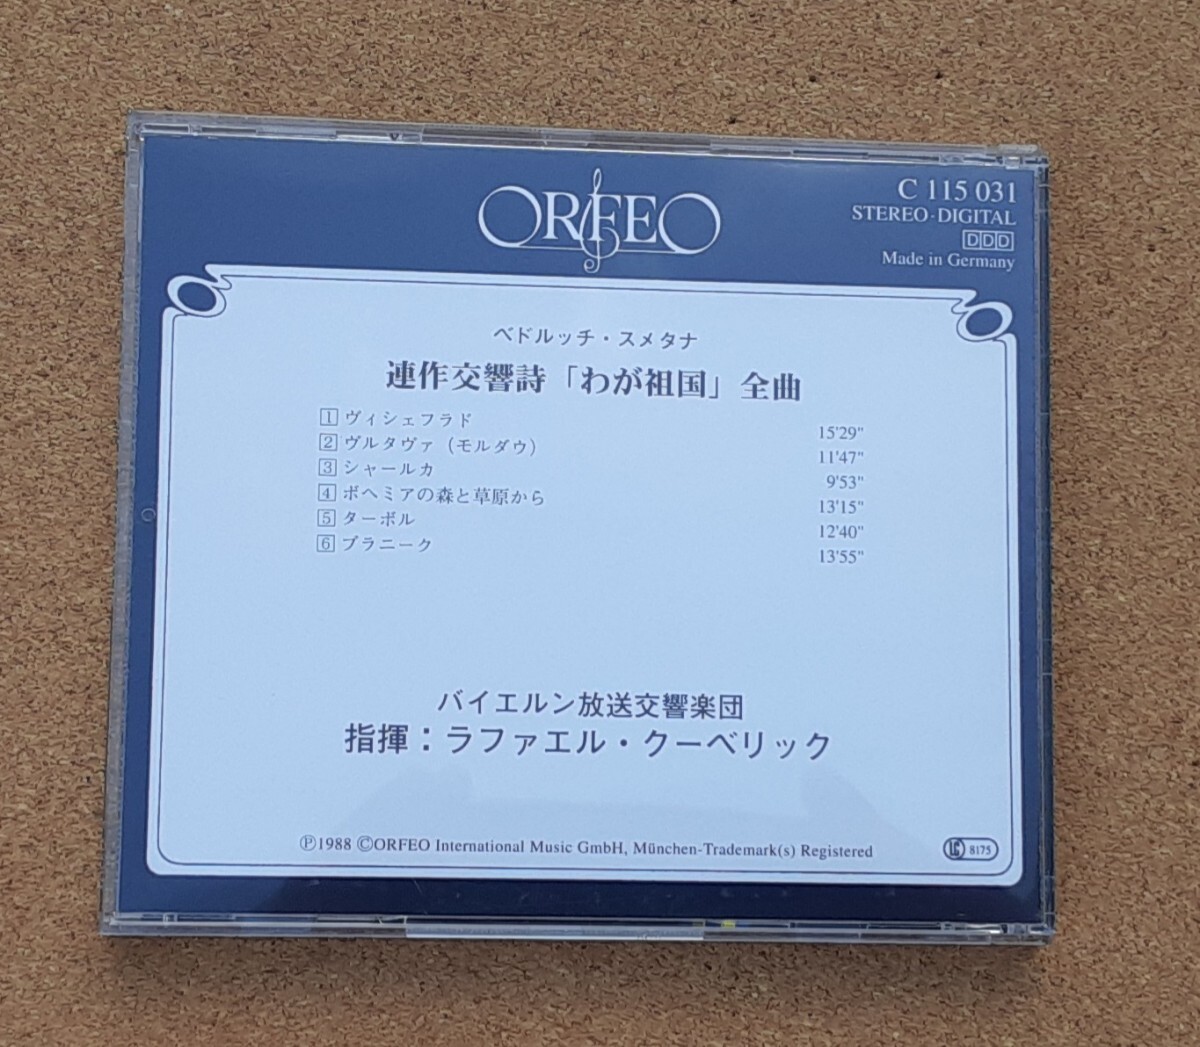 ORFEO
C 115 031
STEREO·DIGITAL
DDD
Made in Germany
ベドルッチ・スメタナ
連作交響詩「わが祖国」全曲
1 ヴィシェフラド 15'29"
2 ヴルタヴァ（モルダウ） 11'47"
3 シャールカ 9'53"
4 ボヘミアの森と草原から 13'15"
5 ターボル 12'40"
6 ブラニーク 13'55"
バイエルン放送交響楽団
指揮：ラファエル・クーベリック
Ⓟ1988 ©ORFEO International Music GmbH, München-Trademark(s) Registered
LC 8175